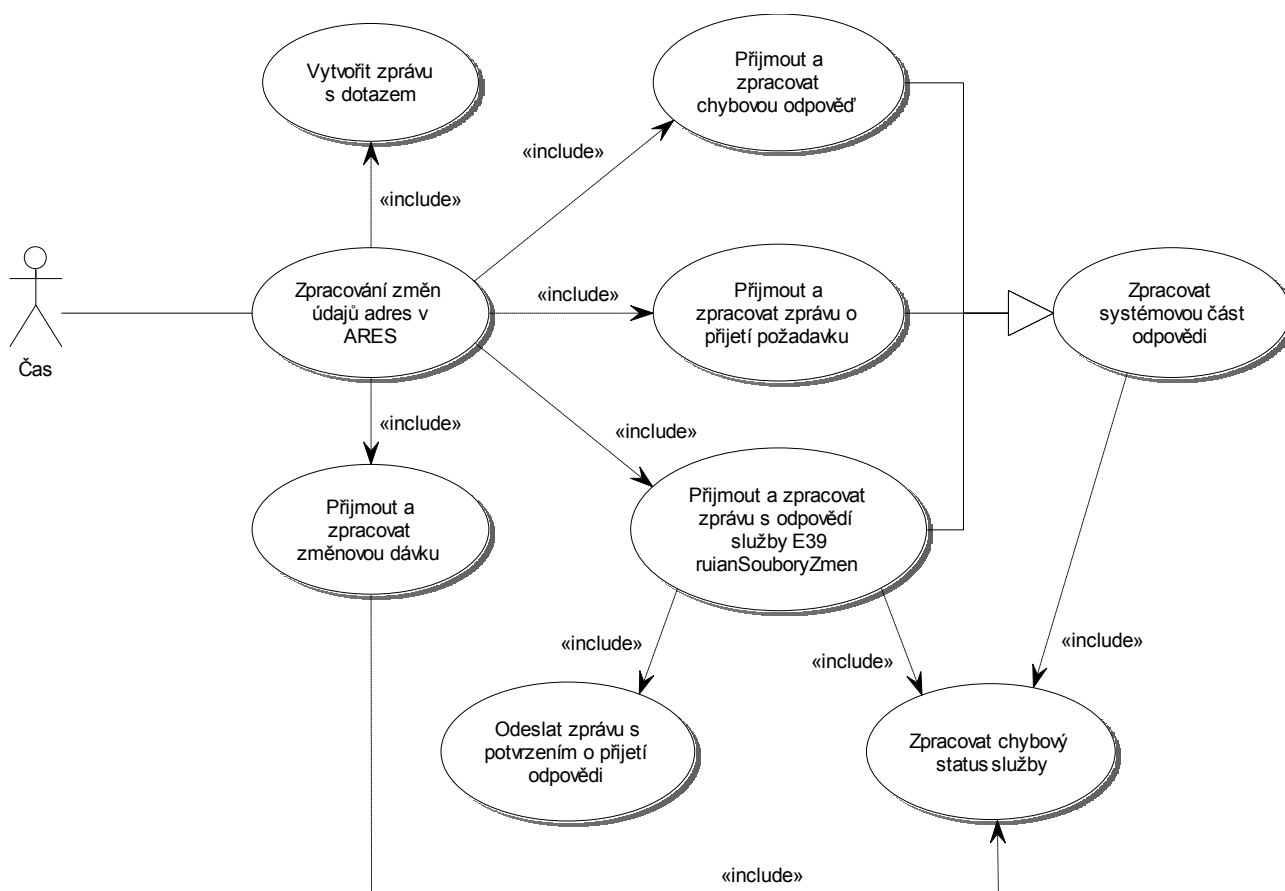 Vytvořit zprávu
s dotazem
Přijmout a
zpracovat
chybovou odpověď
«include»
«include»
Čas
Zpracování změn
údajů adres v
ARES
«include»
Přijmout a
zpracovat zprávu o
přijetí požadavku
Zpracovat
systémovou část
odpovědi
«include»
«include»
Přijmout a
zpracovat
změnovou dávku
Přijmout a zpracovat
zprávu s odpovědí
služby E39
ruianSouboryZmen
«include»
«include»
«include»
Odeslat zprávu s
potvrzením o přijetí
odpovědi
Zpracovat chybový
status služby
«include»